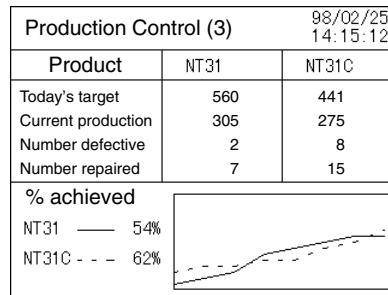 Production Control (3) 98/02/25
14:15:12
Product NT31 NT31C
Today's target 560 441
Current production 305 275
Number defective 2 8
Number repaired 7 15
% achieved
NT31 —— 54%
NT31C - - - 62%